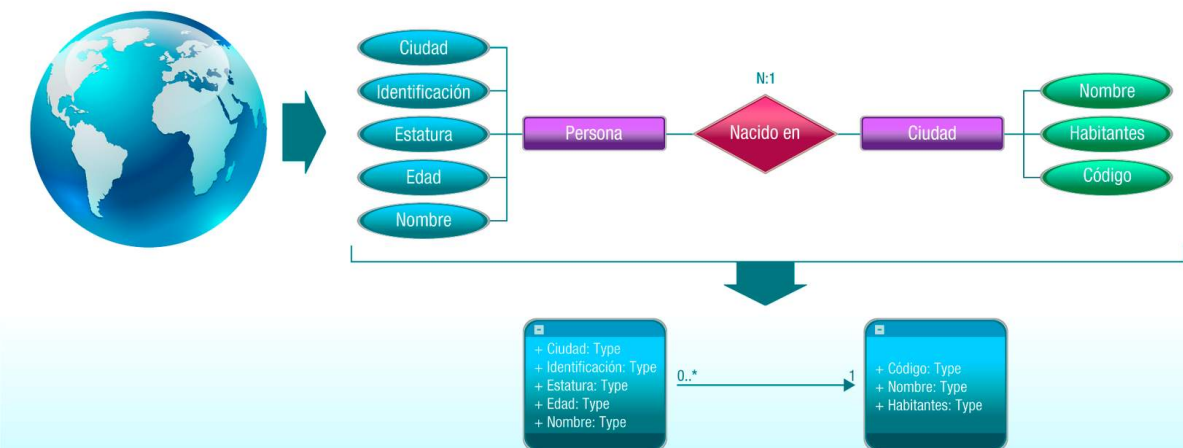 Ciudad
Identificación
Estatura
Edad
Nombre
Persona
N:1
Nacido en
Ciudad
Nombre
Habitantes
Código
+ Ciudad: Type
+ Identificación: Type
+ Estatura: Type
+ Edad: Type
+ Nombre: Type
0..*
1
+ Código: Type
+ Nombre: Type
+ Habitantes: Type